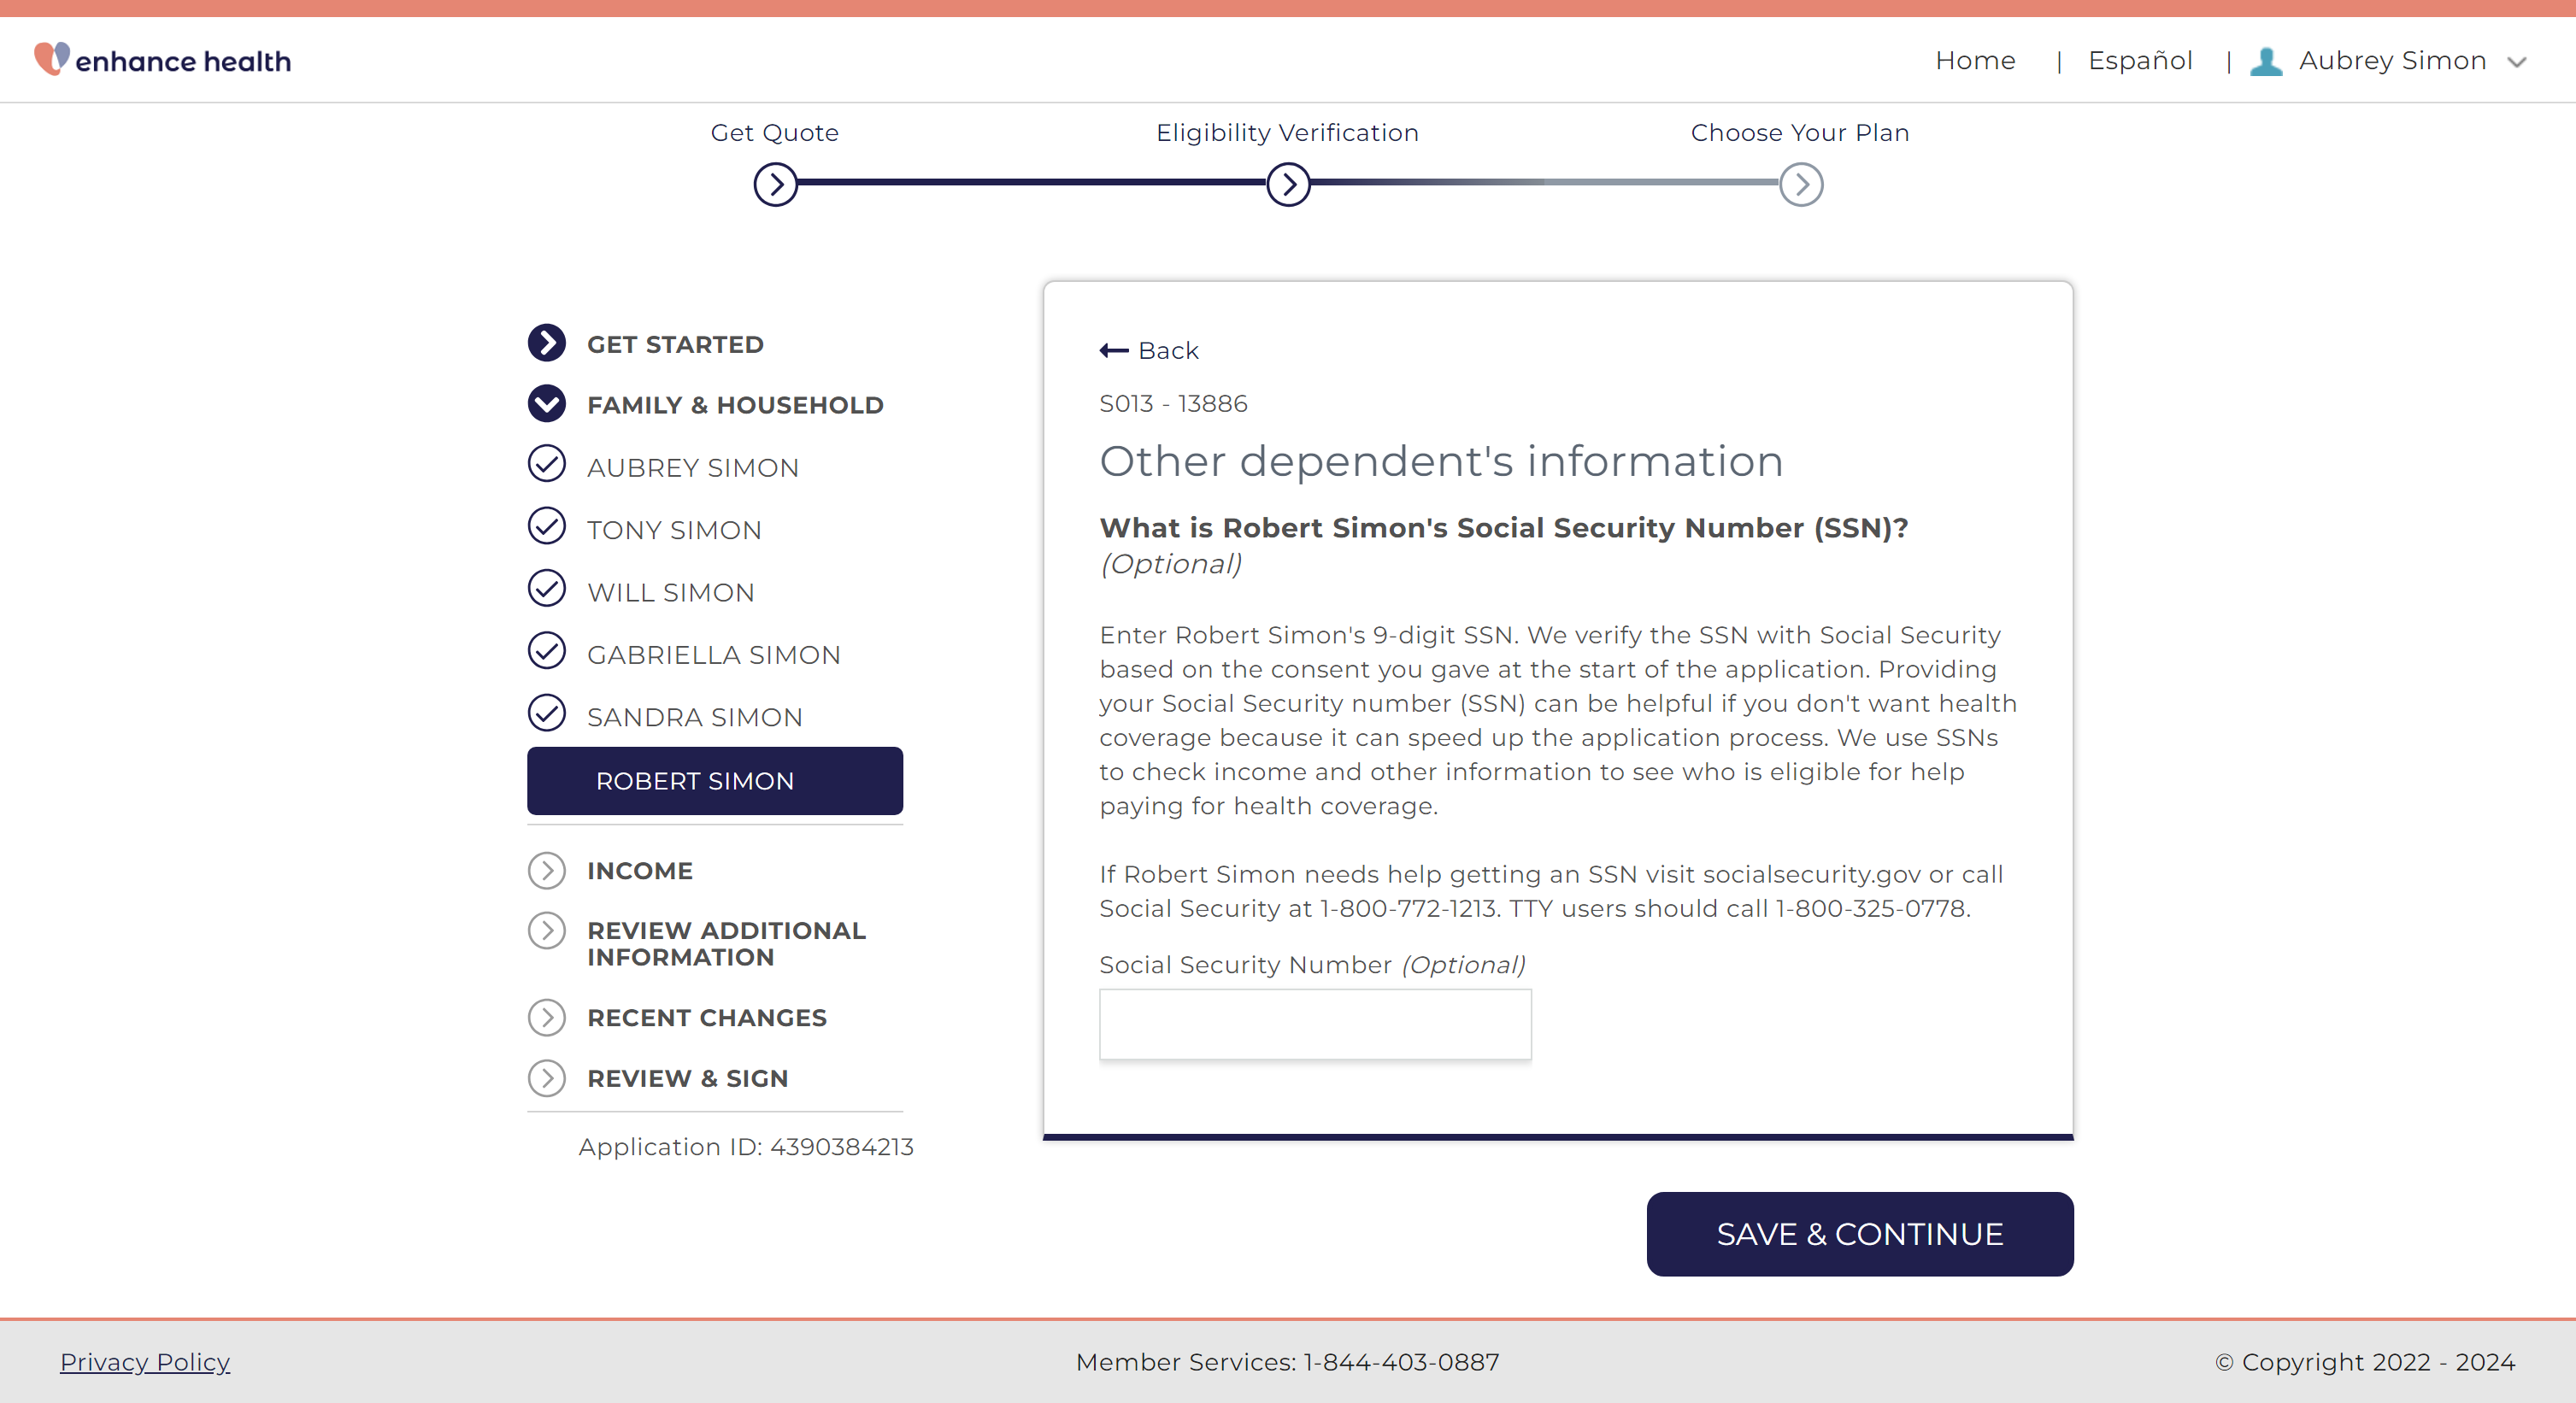 enhance health
Home | Español | Aubrey Simon
Get Quote
Eligibility Verification
Choose Your Plan
GET STARTED
FAMILY & HOUSEHOLD
AUBREY SIMON
TONY SIMON
WILL SIMON
GABRIELLA SIMON
SANDRA SIMON
ROBERT SIMON
INCOME
REVIEW ADDITIONAL
INFORMATION
RECENT CHANGES
REVIEW & SIGN
Application ID: 4390384213
Back
S013 - 13886
Other dependent's information
What is Robert Simon's Social Security Number (SSN)?
(Optional)
Enter Robert Simon's 9-digit SSN. We verify the SSN with Social Security
based on the consent you gave at the start of the application. Providing
your Social Security number (SSN) can be helpful if you don't want health
coverage because it can speed up the application process. We use SSNs
to check income and other information to see who is eligible for help
paying for health coverage.
If Robert Simon needs help getting an SSN visit socialsecurity.gov or call
Social Security at 1-800-772-1213. TTY users should call 1-800-325-0778.
Social Security Number (Optional)
SAVE & CONTINUE
Privacy Policy
Member Services: 1-844-403-0887
© Copyright 2022 - 2024